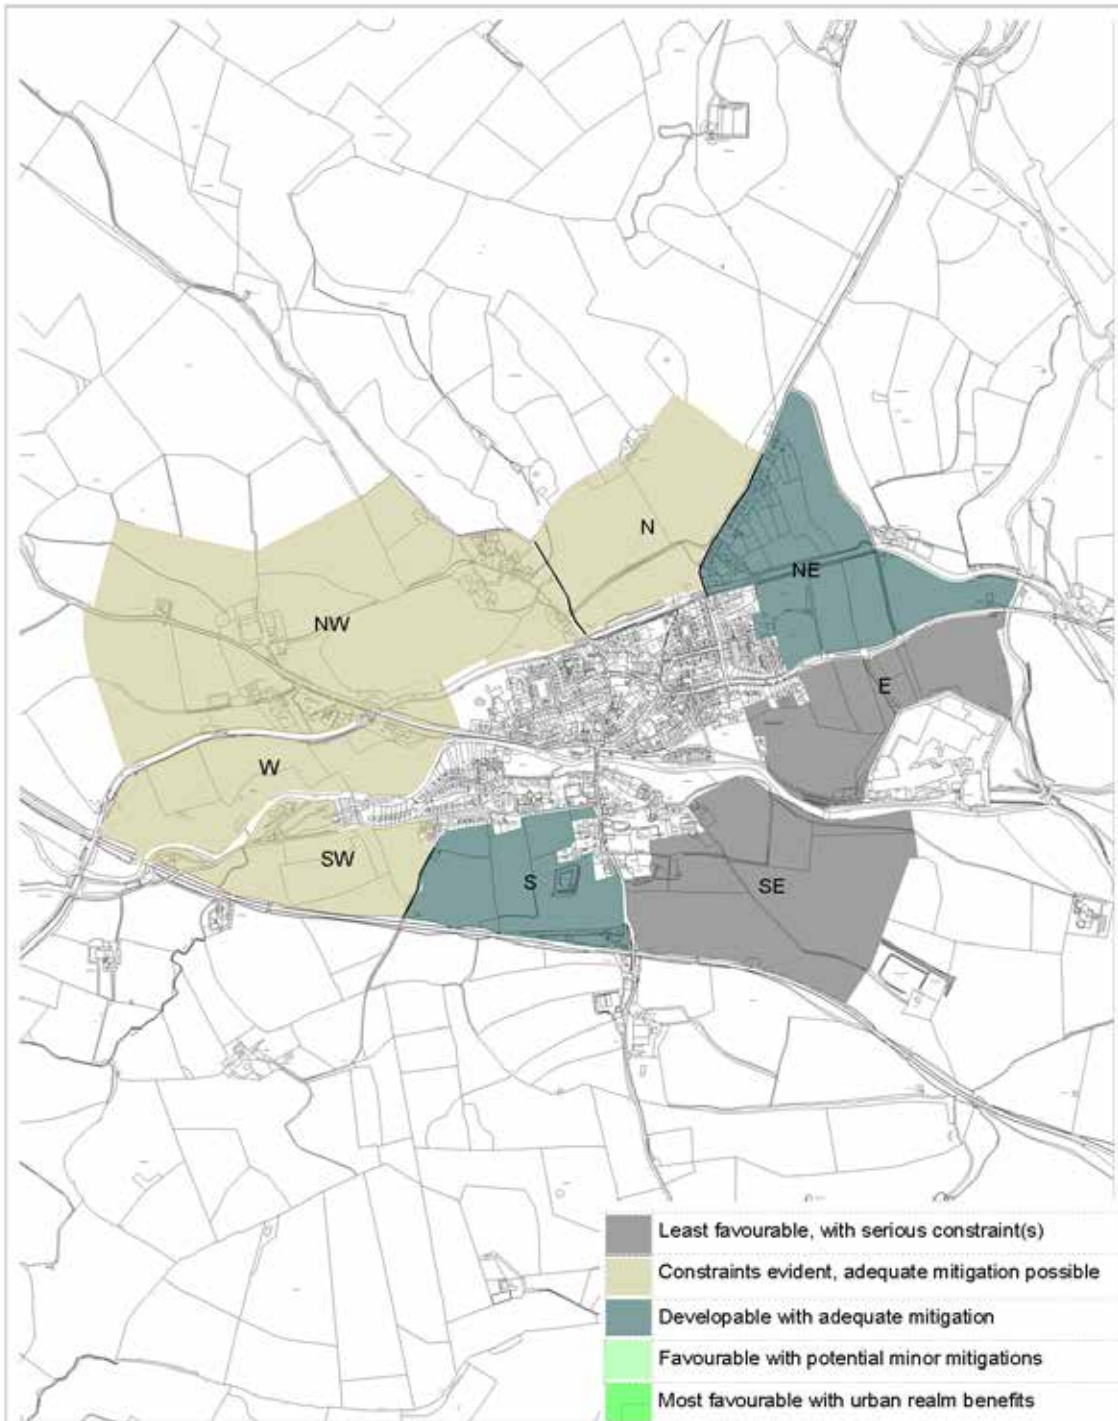 N
NE
NW
E
W
SW
S
SE
Least favourable, with serious constraint(s)
Constraints evident, adequate mitigation possible
Developable with adequate mitigation
Favourable with potential minor mitigations
Most favourable with urban realm benefits